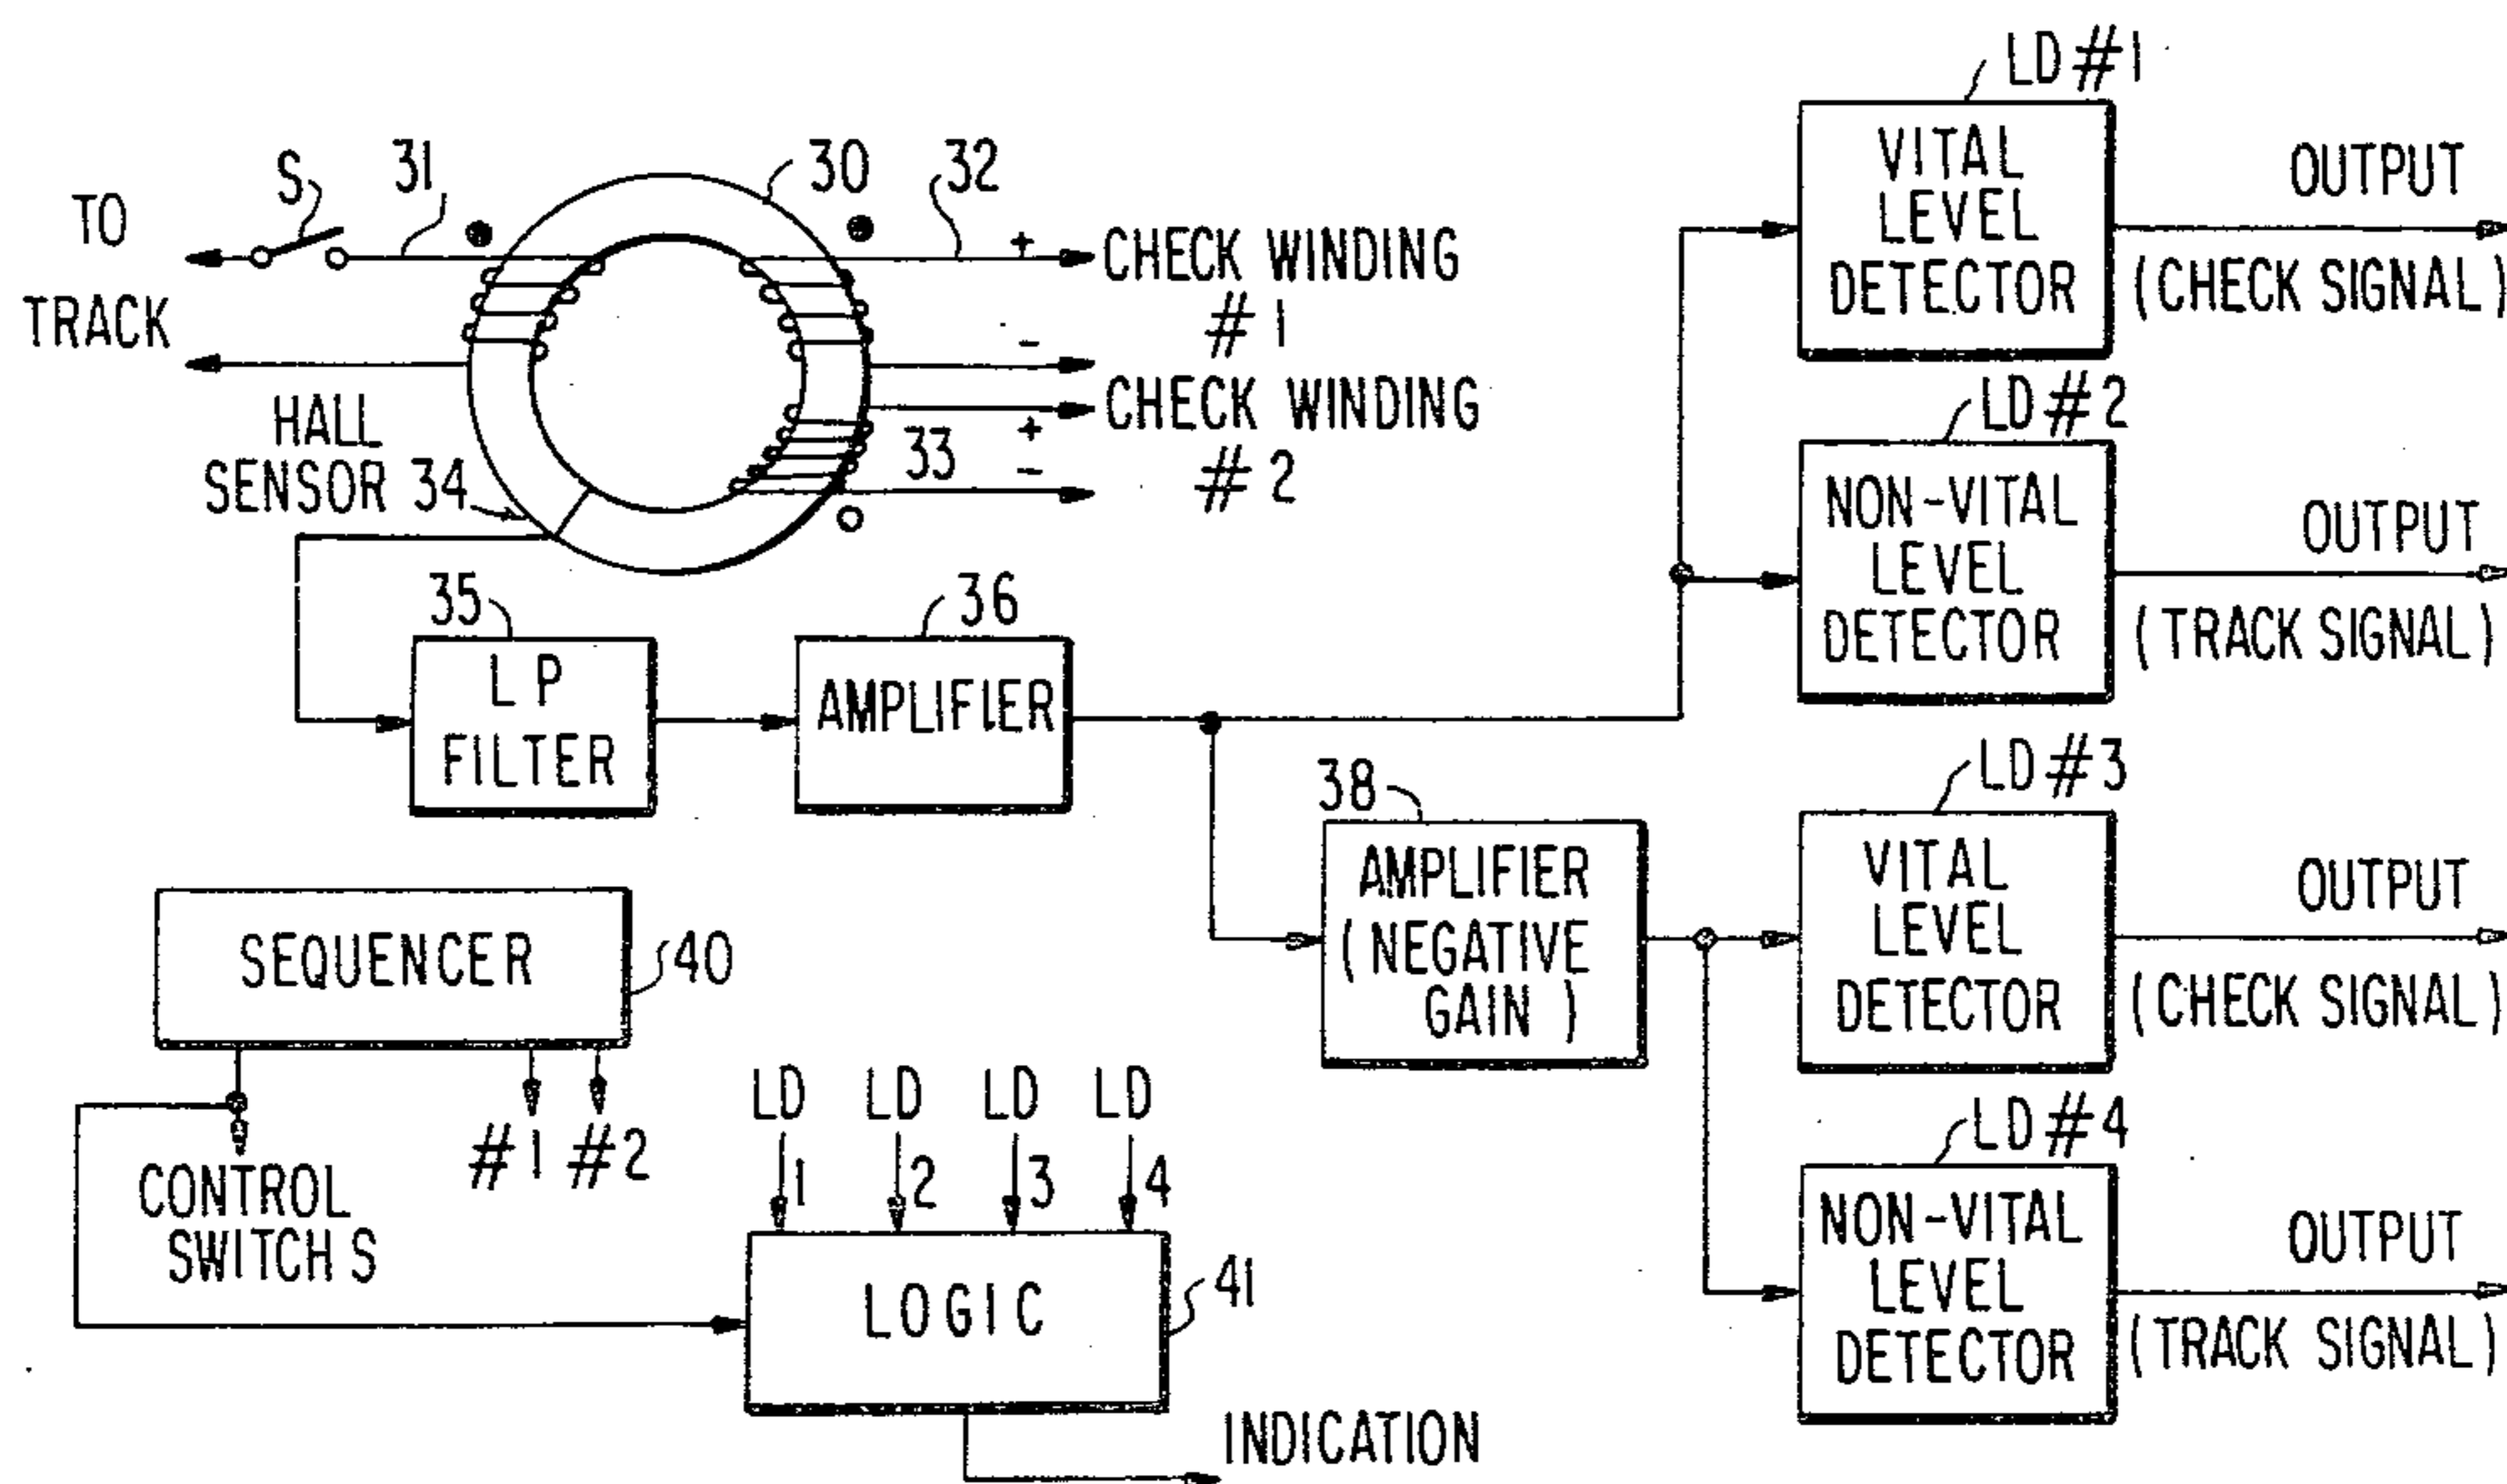 TO
TRACK
S
31
30
32
+
CHECK WINDING
# 1
-
CHECK WINDING
# 2
+
33
-
HALL
SENSOR 34
35
L P
FILTER
36
AMPLIFIER
38
AMPLIFIER
( NEGATIVE
GAIN )
LD #1
VITAL
LEVEL
DETECTOR
OUTPUT
(CHECK SIGNAL)
LD #2
NON-VITAL
LEVEL
DETECTOR
OUTPUT
( TRACK SIGNAL)
LD #3
VITAL
LEVEL
DETECTOR
OUTPUT
( CHECK SIGNAL )
LD #4
NON-VITAL
LEVEL
DETECTOR
OUTPUT
(TRACK SIGNAL)
SEQUENCER
40
#1 #2
CONTROL
SWITCH S
LD LD LD LD
1 2 3 4
LOGIC
41
INDICATION